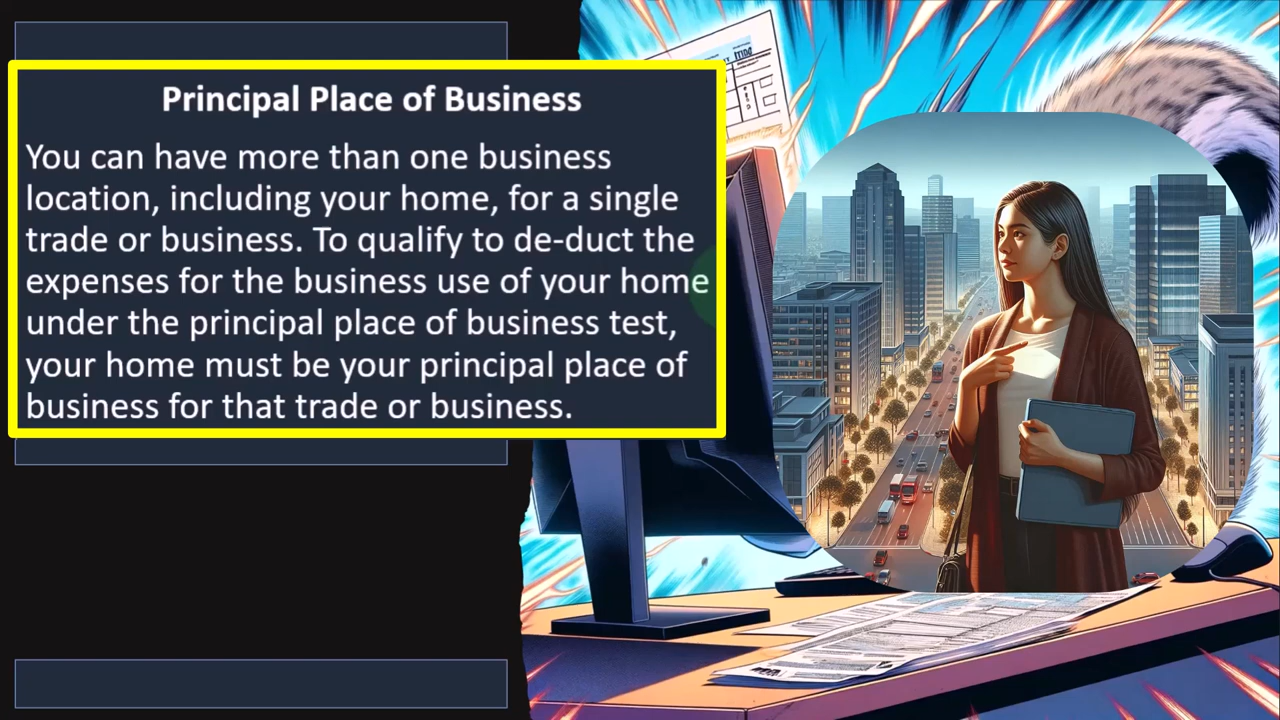 Principal Place of Business
You can have more than one business
location, including your home, for a single
trade or business. To qualify to de-duct the
expenses for the business use of your home
under the principal place of business test,
your home must be your principal place of
business for that trade or business.